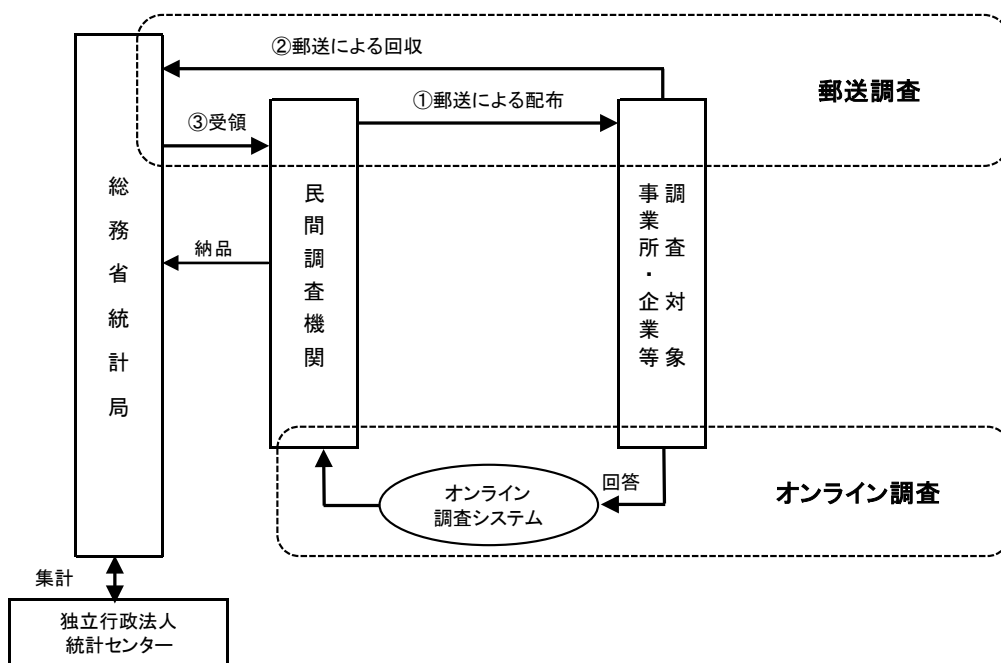 ②郵送による回収
①郵送による配布
郵送調査
③受領
総務省統計局
民間調査機関
調査対象
事業所・企業等
納品
回答
オンライン
調査システム
オンライン調査
集計
独立行政法人
統計センター